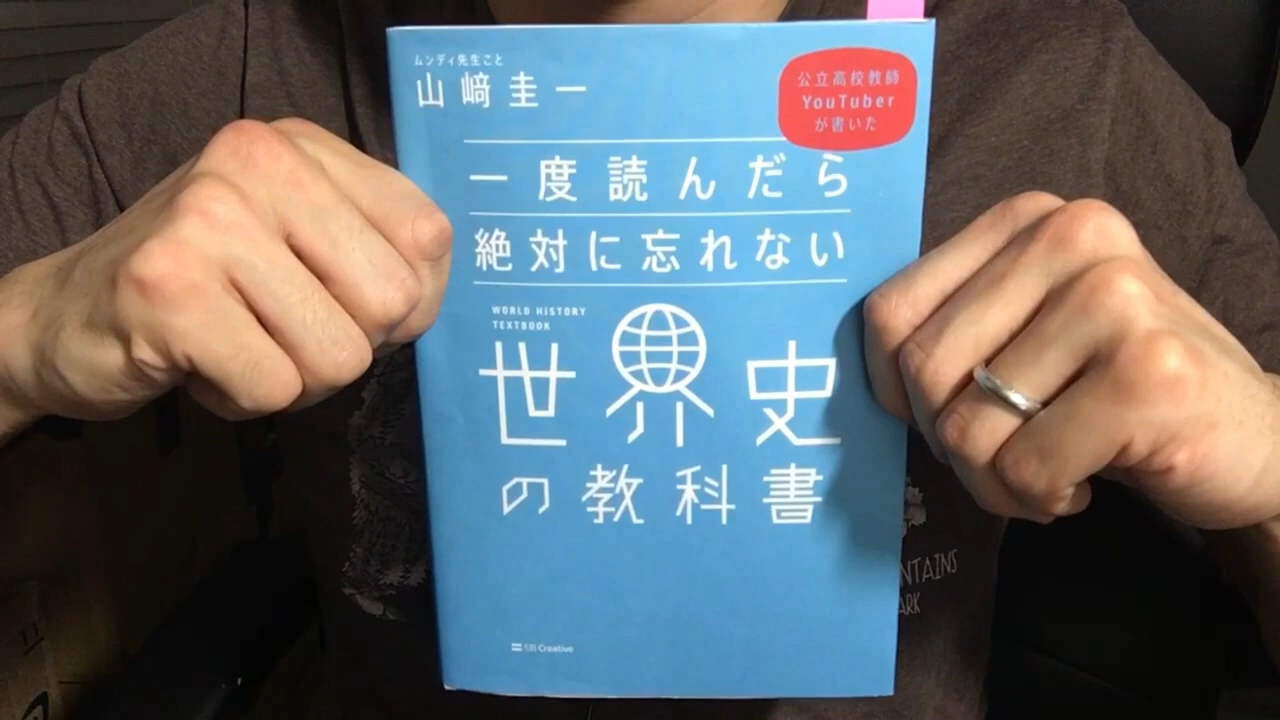 ムンディ先生こと
山﨑圭一
公立高校教師
YouTuber
が書いた
一度読んだら
絶対に忘れない
WORLD HISTORY
TEXTBOOK
世界史
の教科書
SB Creative
NTAINS
ARK